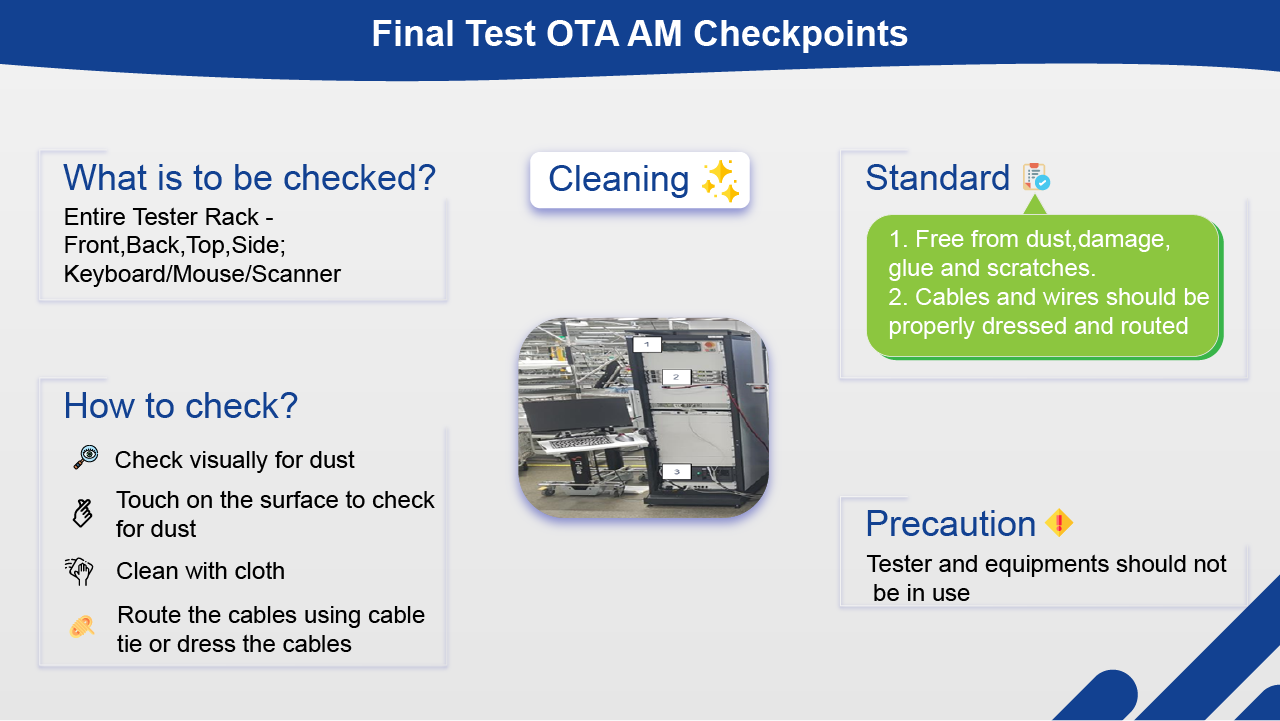 Final Test OTA AM Checkpoints
What is to be checked?
Entire Tester Rack -
Front,Back,Top,Side;
Keyboard/Mouse/Scanner
Cleaning
Standard
1. Free from dust,damage,
glue and scratches.
2. Cables and wires should be
properly dressed and routed
1
2
3
How to check?
Check visually for dust
Touch on the surface to check
for dust
Clean with cloth
Route the cables using cable
tie or dress the cables
Precaution
Tester and equipments should not
be in use